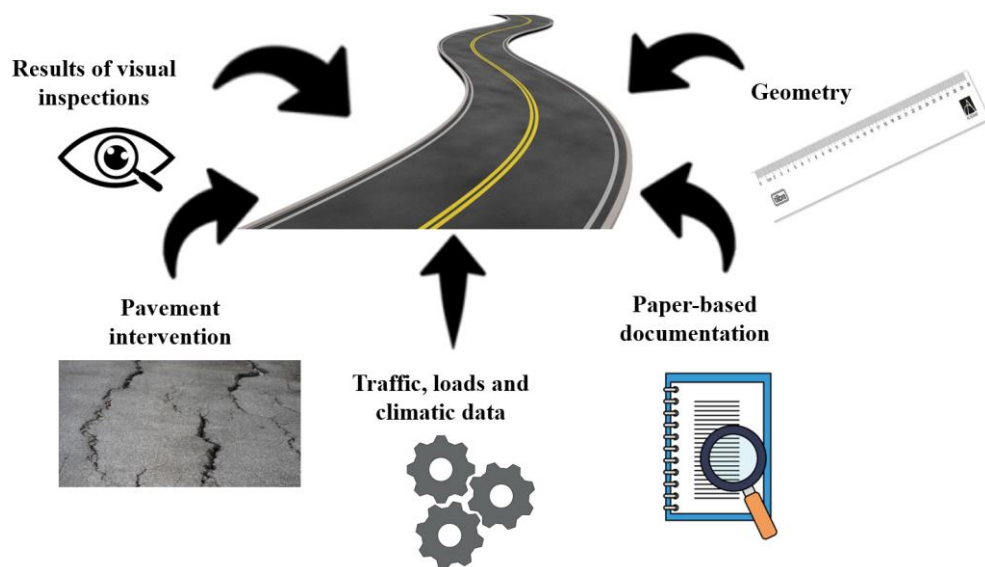 Results of visual
inspections
Geometry
Pavement
intervention
Traffic, loads and
climatic data
Paper-based
documentation